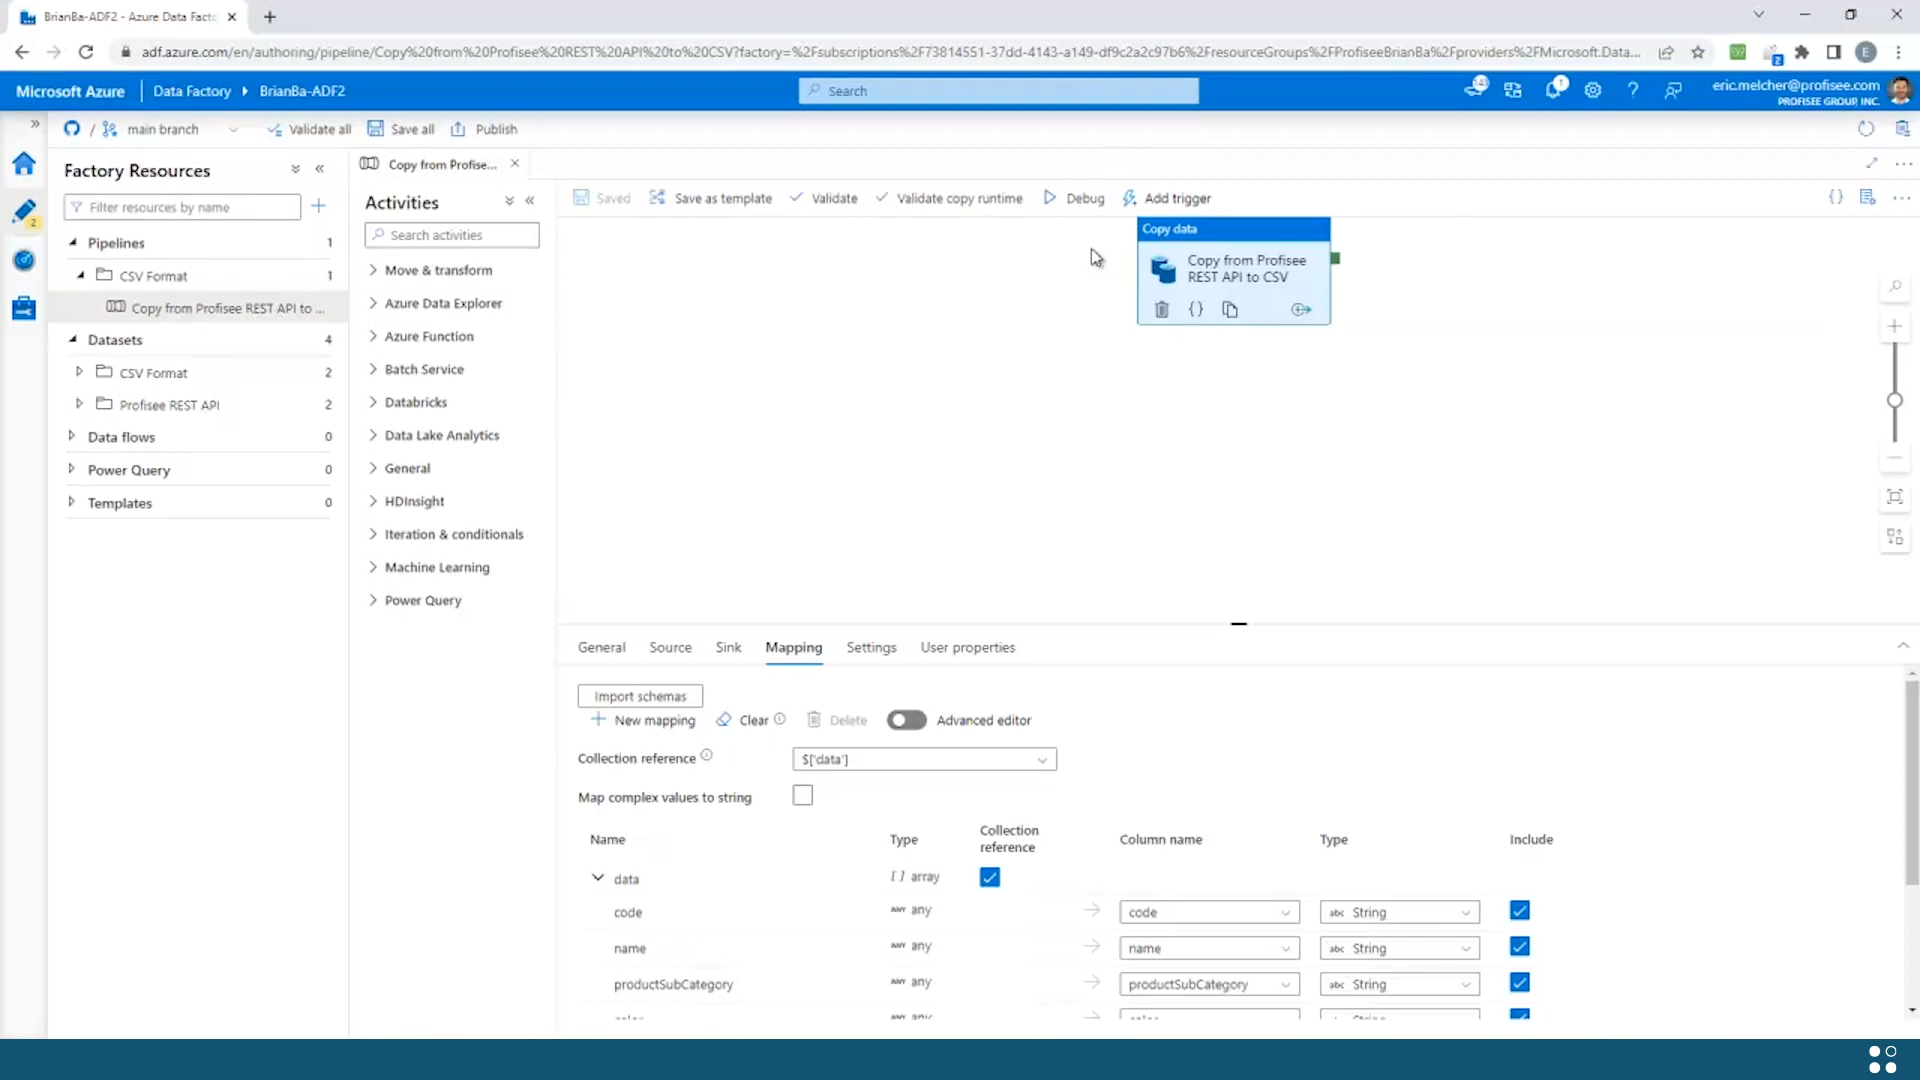 BrianBa-ADF2 - Azure Data Facto
adf.azure.com/en/authoring/pipeline/Copy%20from%20Profisee%20REST%20API%20to%20CSV?factory=%2Fsubscriptions%2F73814551-37dd-4143-a149-df9c2a2c97b6%2FresourceGroups%2FProfiseeBrianBa%2Fproviders%2FMicrosoft.Data...
2
E
Microsoft Azure
Data Factory
BrianBa-ADF2
Search
14
1
?
eric.melcher@profisee.com
PROFISEE GROUP, INC.
/ main branch
Validate all
Save all
Publish
2
Factory Resources
Filter resources by name
Pipelines 1
CSV Format 1
Copy from Profisee REST API to ...
Datasets 4
CSV Format 2
Profisee REST API 2
Data flows 0
Power Query 0
Templates 0
Copy from Profise...
Activities
Search activities
Move & transform
Azure Data Explorer
Azure Function
Batch Service
Databricks
Data Lake Analytics
General
HDInsight
Iteration & conditionals
Machine Learning
Power Query
Saved
Save as template
Validate
Validate copy runtime
Debug
Add trigger
{}
Copy data
Copy from Profisee
REST API to CSV
{}
General Source Sink Mapping Settings User properties
Import schemas
New mapping Clear Delete Advanced editor
Collection reference $['data']
Map complex values to string
Name Type Collection reference Column name Type Include
data [ ] array
code any code abc String
name any name abc String
productSubCategory any productSubCategory abc String